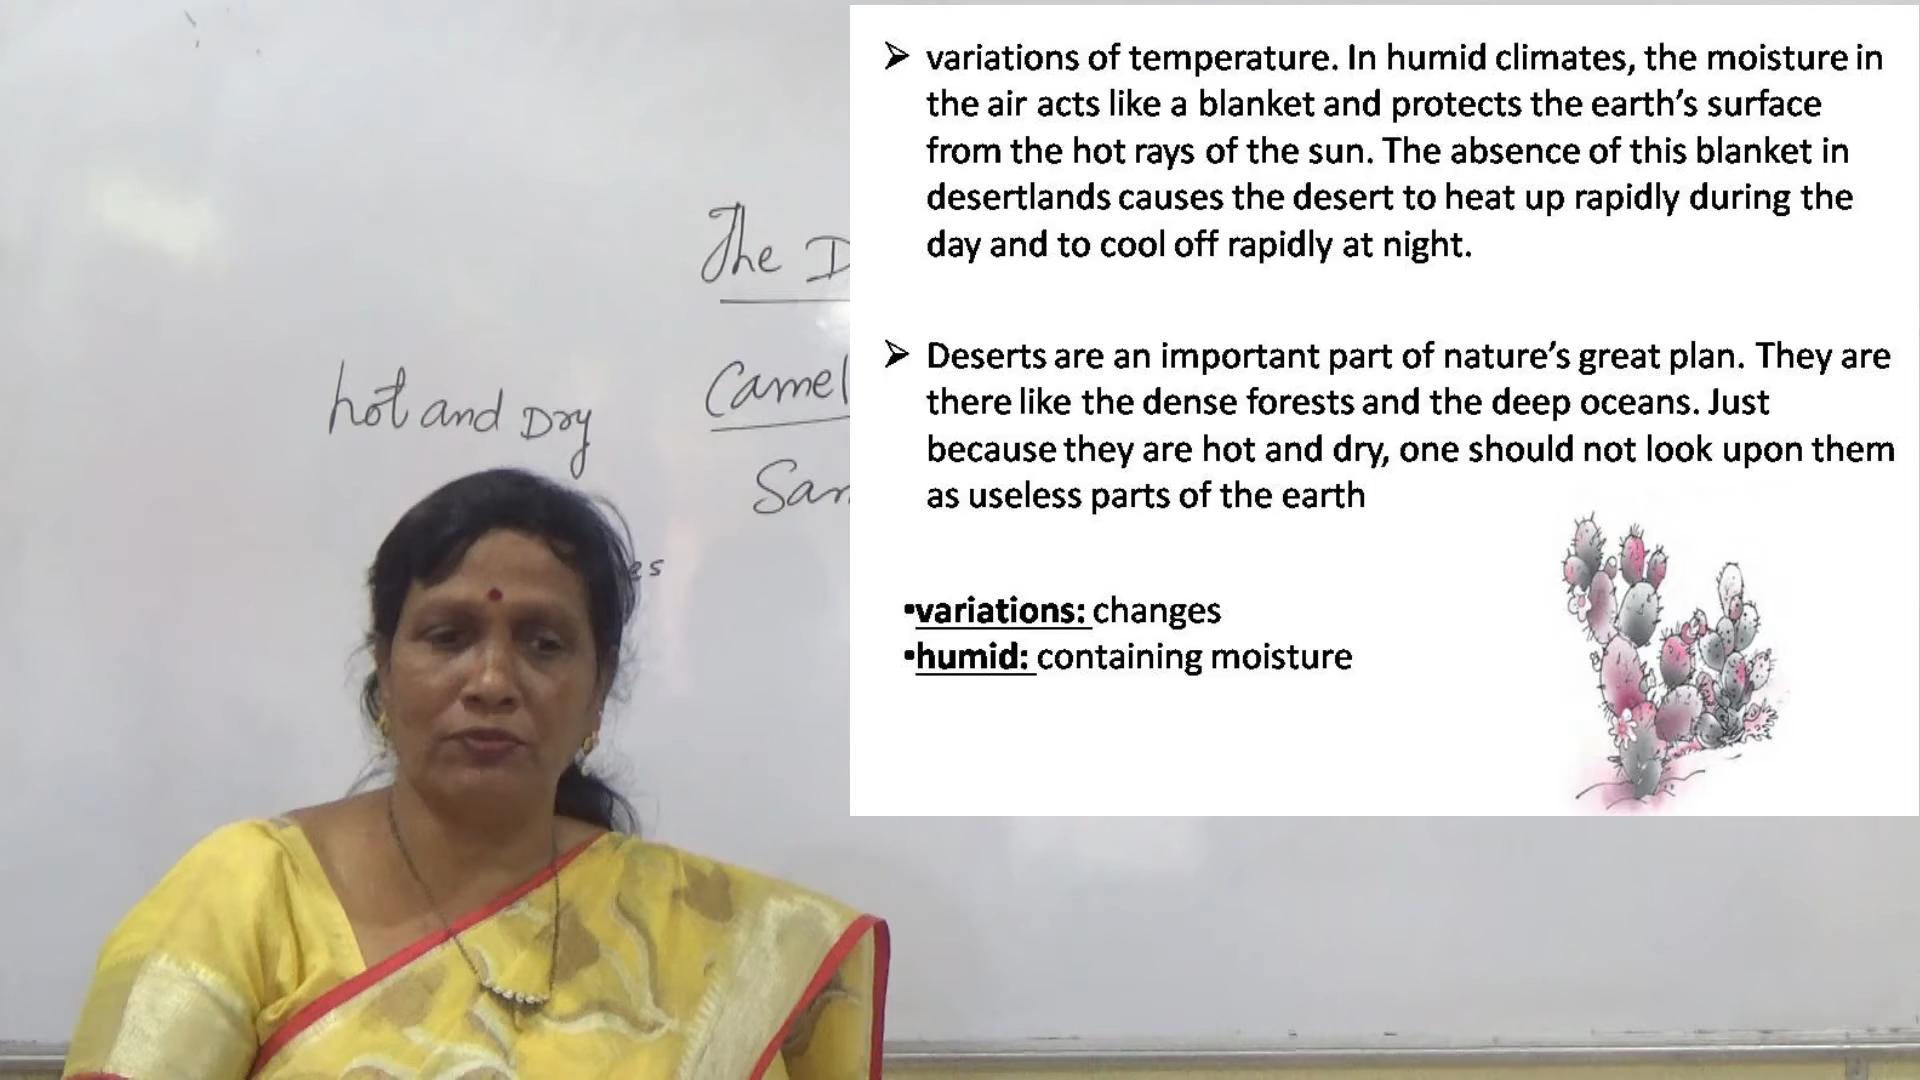 ➢ variations of temperature. In humid climates, the moisture in
the air acts like a blanket and protects the earth's surface
from the hot rays of the sun. The absence of this blanket in
desertlands causes the desert to heat up rapidly during the
day and to cool off rapidly at night.
➢ Deserts are an important part of nature's great plan. They are
there like the dense forests and the deep oceans. Just
because they are hot and dry, one should not look upon them
as useless parts of the earth
•variations: changes
•humid: containing moisture
The D
Camel
hot and Dry
San
es